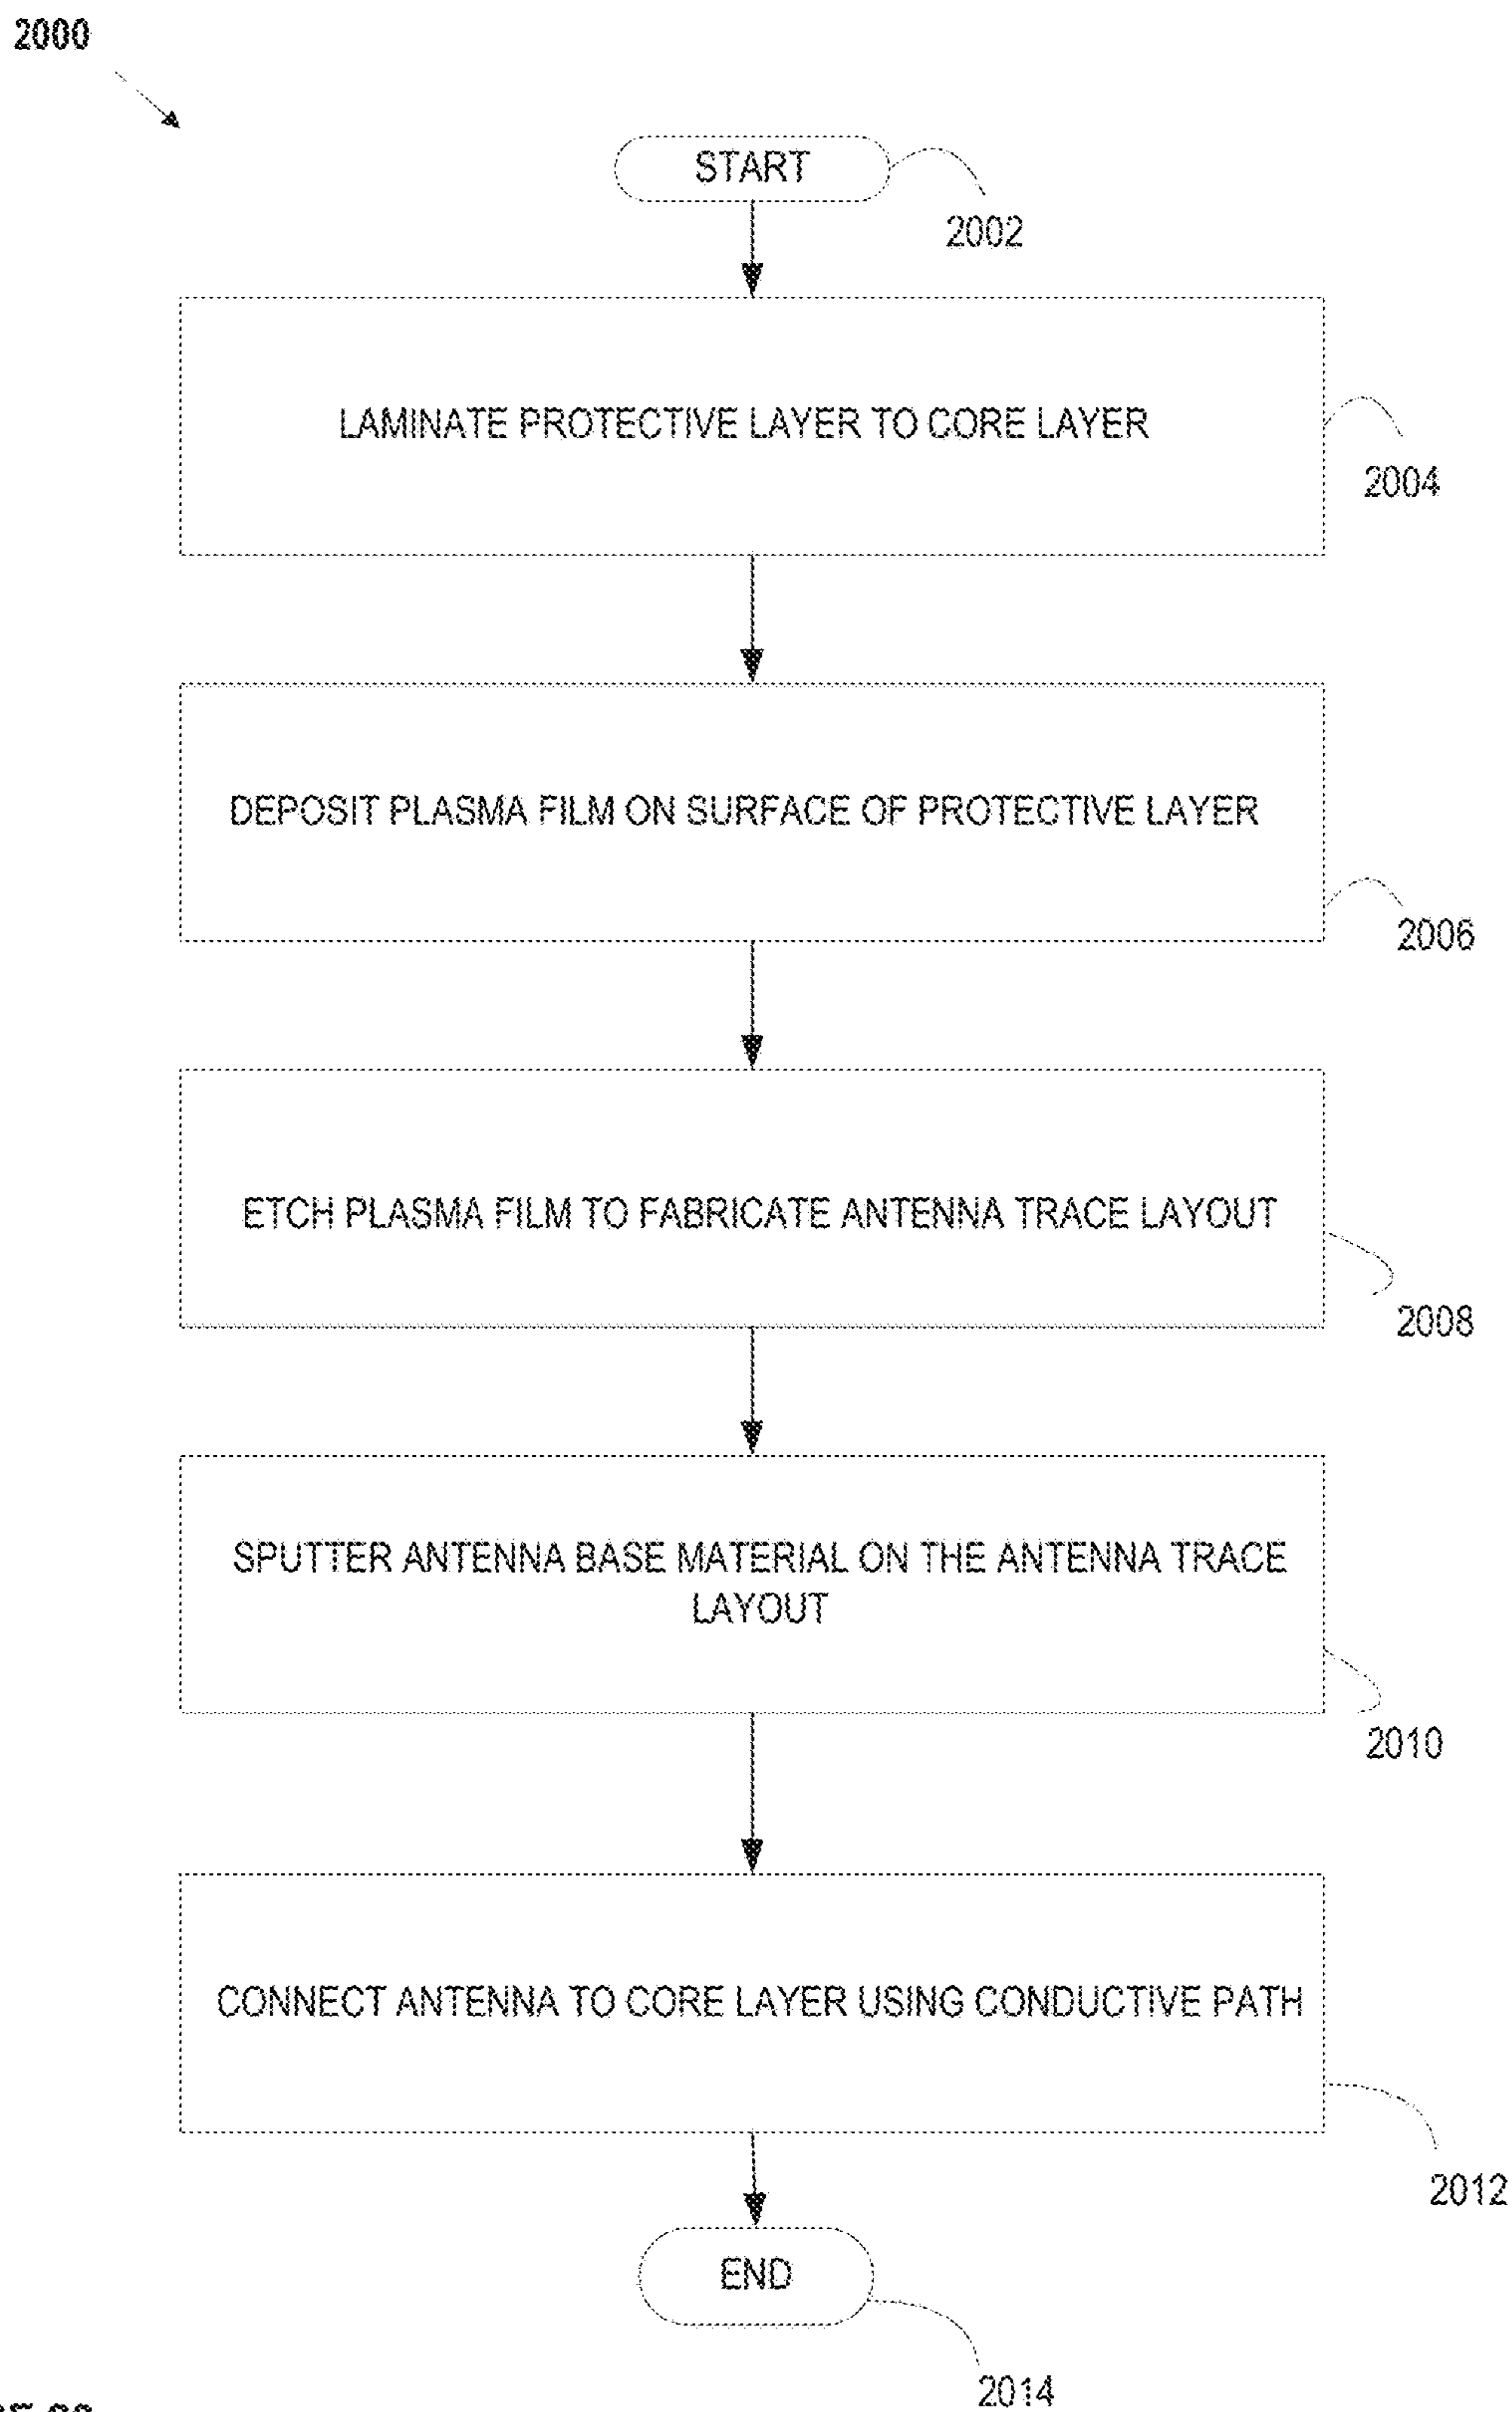 2000
START
2002
LAMINATE PROTECTIVE LAYER TO CORE LAYER
2004
DEPOSIT PLASMA FILM ON SURFACE OF PROTECTIVE LAYER
2006
ETCH PLASMA FILM TO FABRICATE ANTENNA TRACE LAYOUT
2008
SPUTTER ANTENNA BASE MATERIAL ON THE ANTENNA TRACE
LAYOUT
2010
CONNECT ANTENNA TO CORE LAYER USING CONDUCTIVE PATH
2012
END
2014